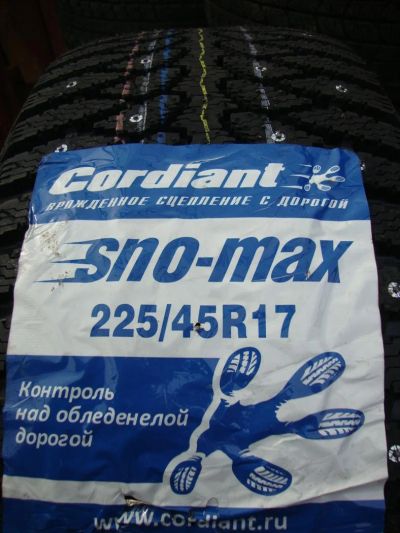 Cordiant
ВРОЖДЕННОЕ СЦЕПЛЕНИЕ С ДОРОГОЙ
sno-max
225/45R17
Контроль
над обледенелой
дорогой
www.cordiant.ru